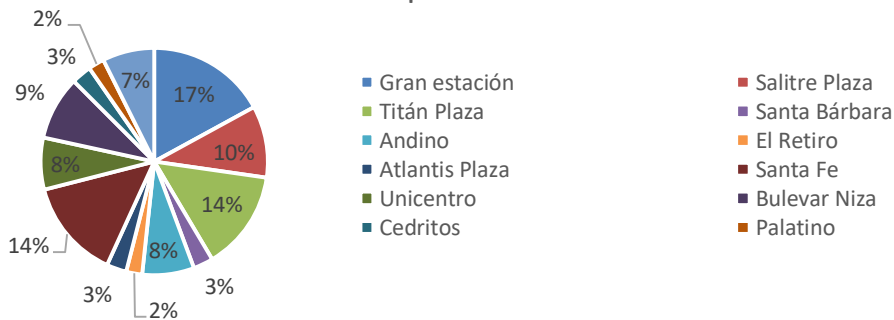 2%
3%
7%
17%
9%
10%
8%
14%
14%
8%
3%
3%
2%
Gran estación
Salitre Plaza
Titán Plaza
Santa Bárbara
Andino
El Retiro
Atlantis Plaza
Santa Fe
Unicentro
Bulevar Niza
Cedritos
Palatino